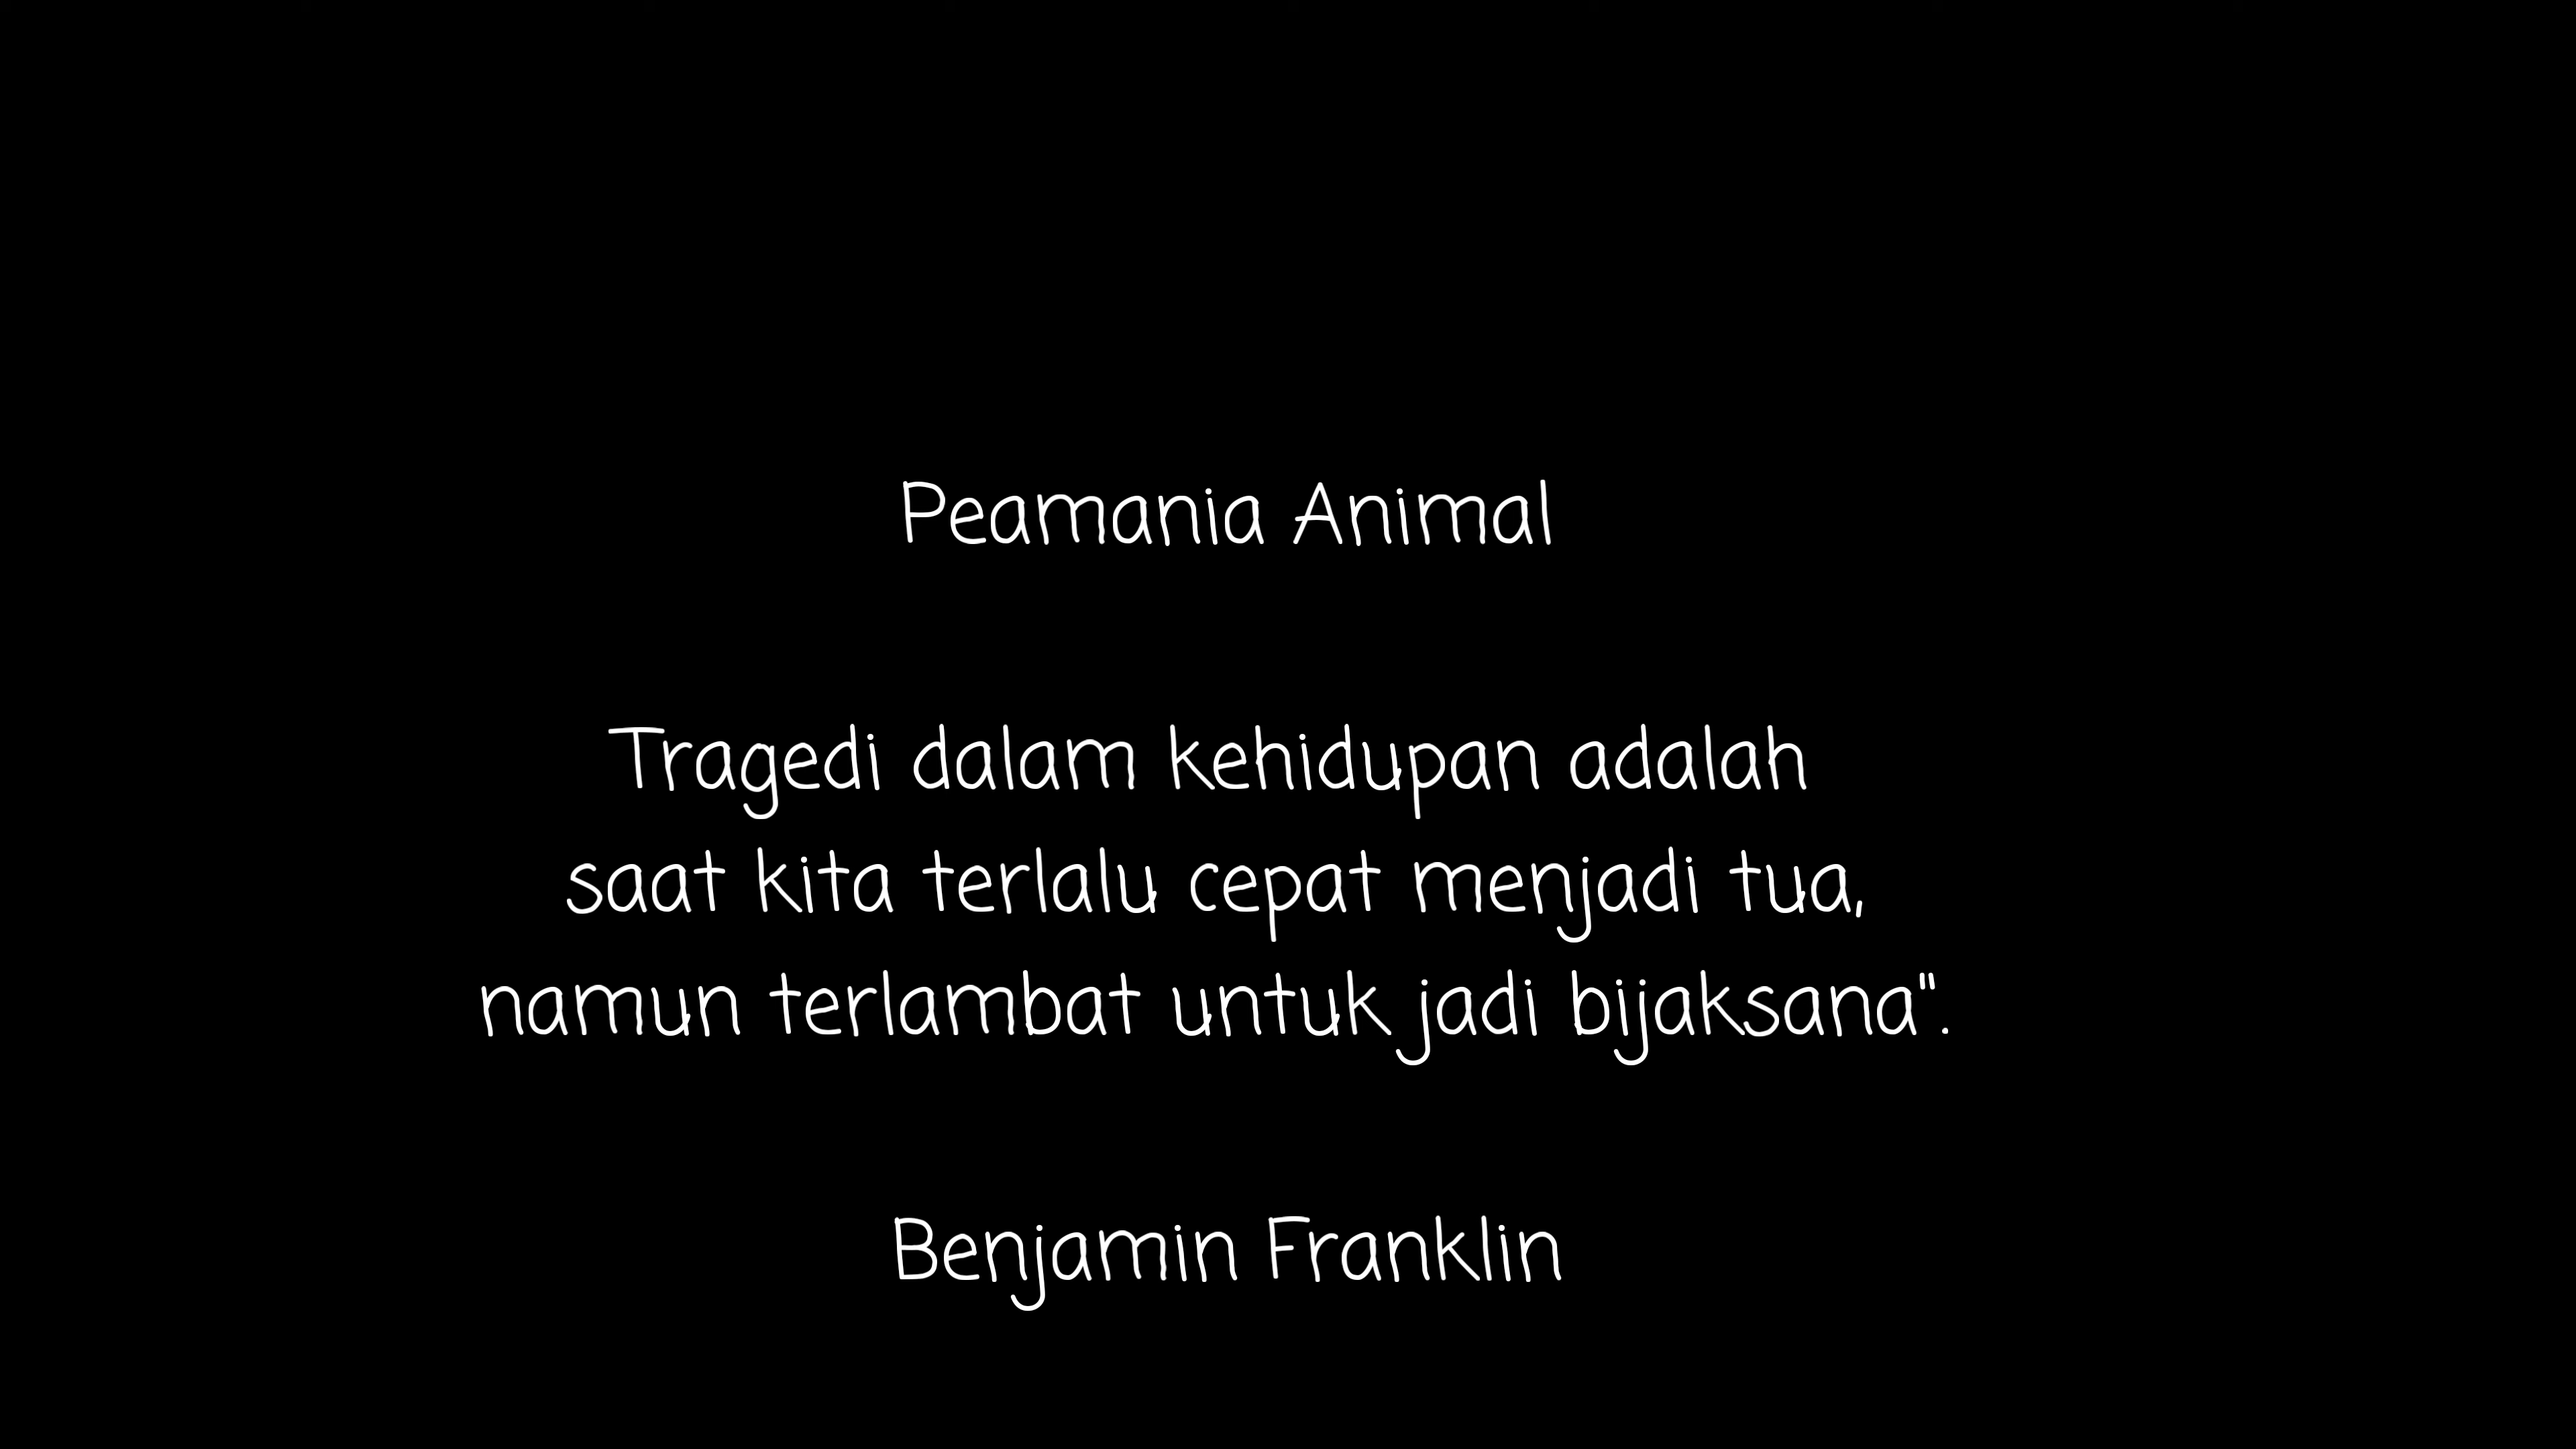 Peamania Animal
Tragedi dalam kehidupan adalah
saat kita terlalu cepat menjadi tua,
namun terlambat untuk jadi bijaksana".
Benjamin Franklin